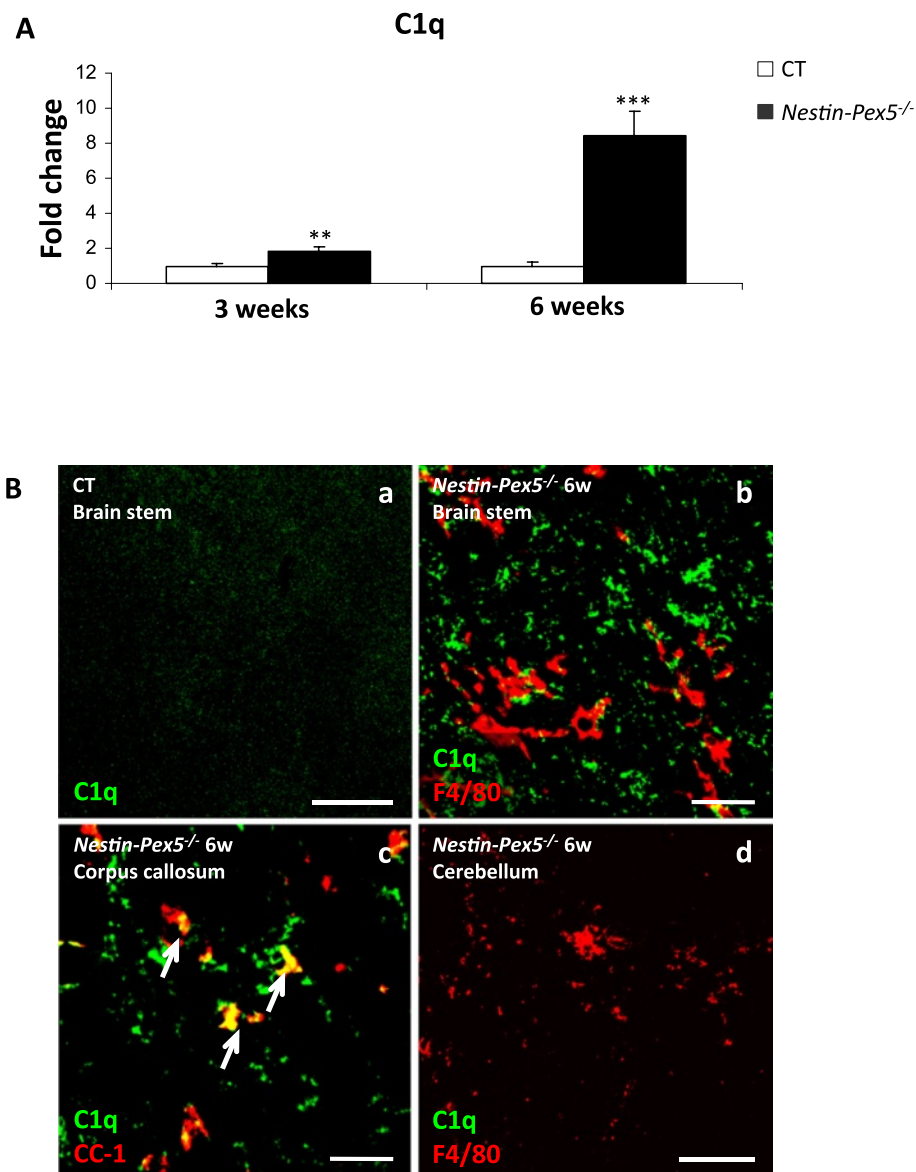 A
C1q
CT
Nestin-Pex5-/-
Fold change
12
10
8
6
4
2
0
**
***
3 weeks
6 weeks
B
CT
Brain stem
a
C1q
Nestin-Pex5-/- 6w
Brain stem
b
C1q
F4/80
Nestin-Pex5-/- 6w
Corpus callosum
c
C1q
CC-1
Nestin-Pex5-/- 6w
Cerebellum
d
C1q
F4/80